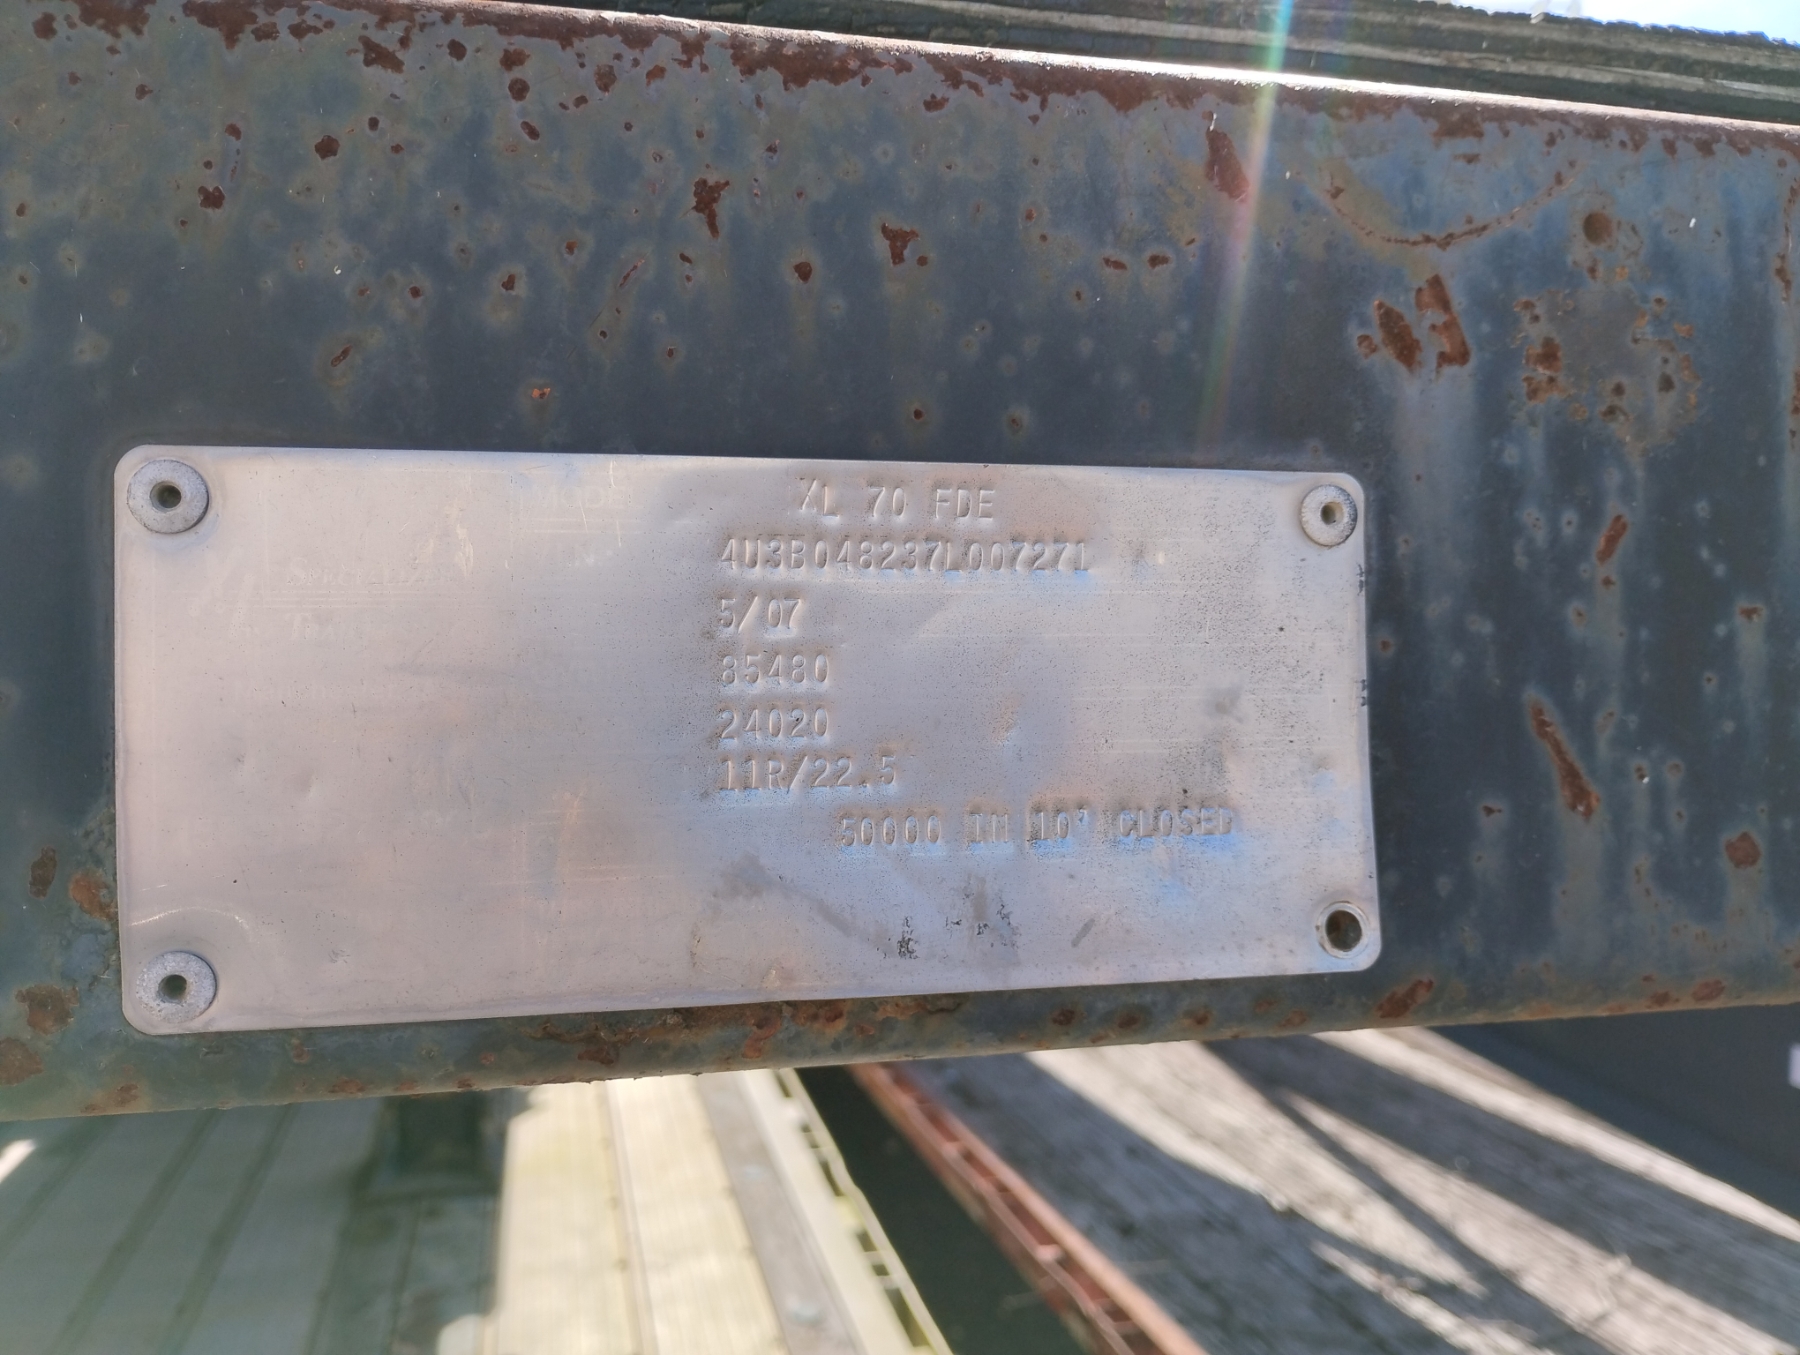 XL 70 FDE
4U3B048237L007271
5/07
85480
24020
11R/22.5
50000 IN 10' CLOSED